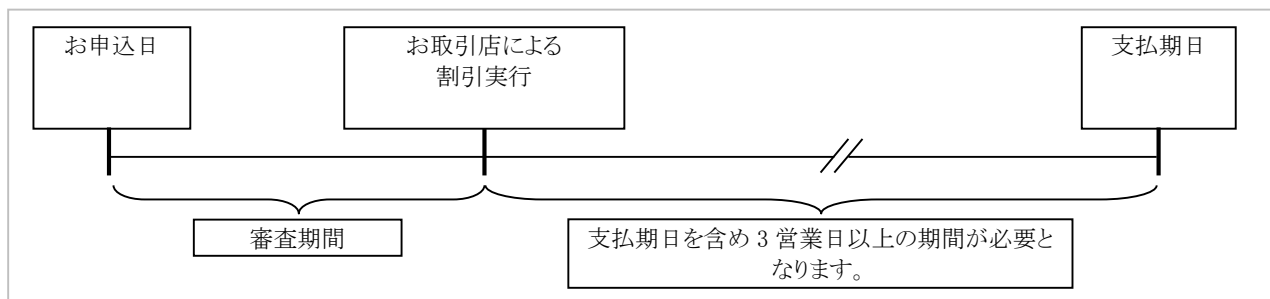 お申込日
お取引店による
割引実行
支払期日
審査期間
支払期日を含め 3 営業日以上の期間が必要と
なります。